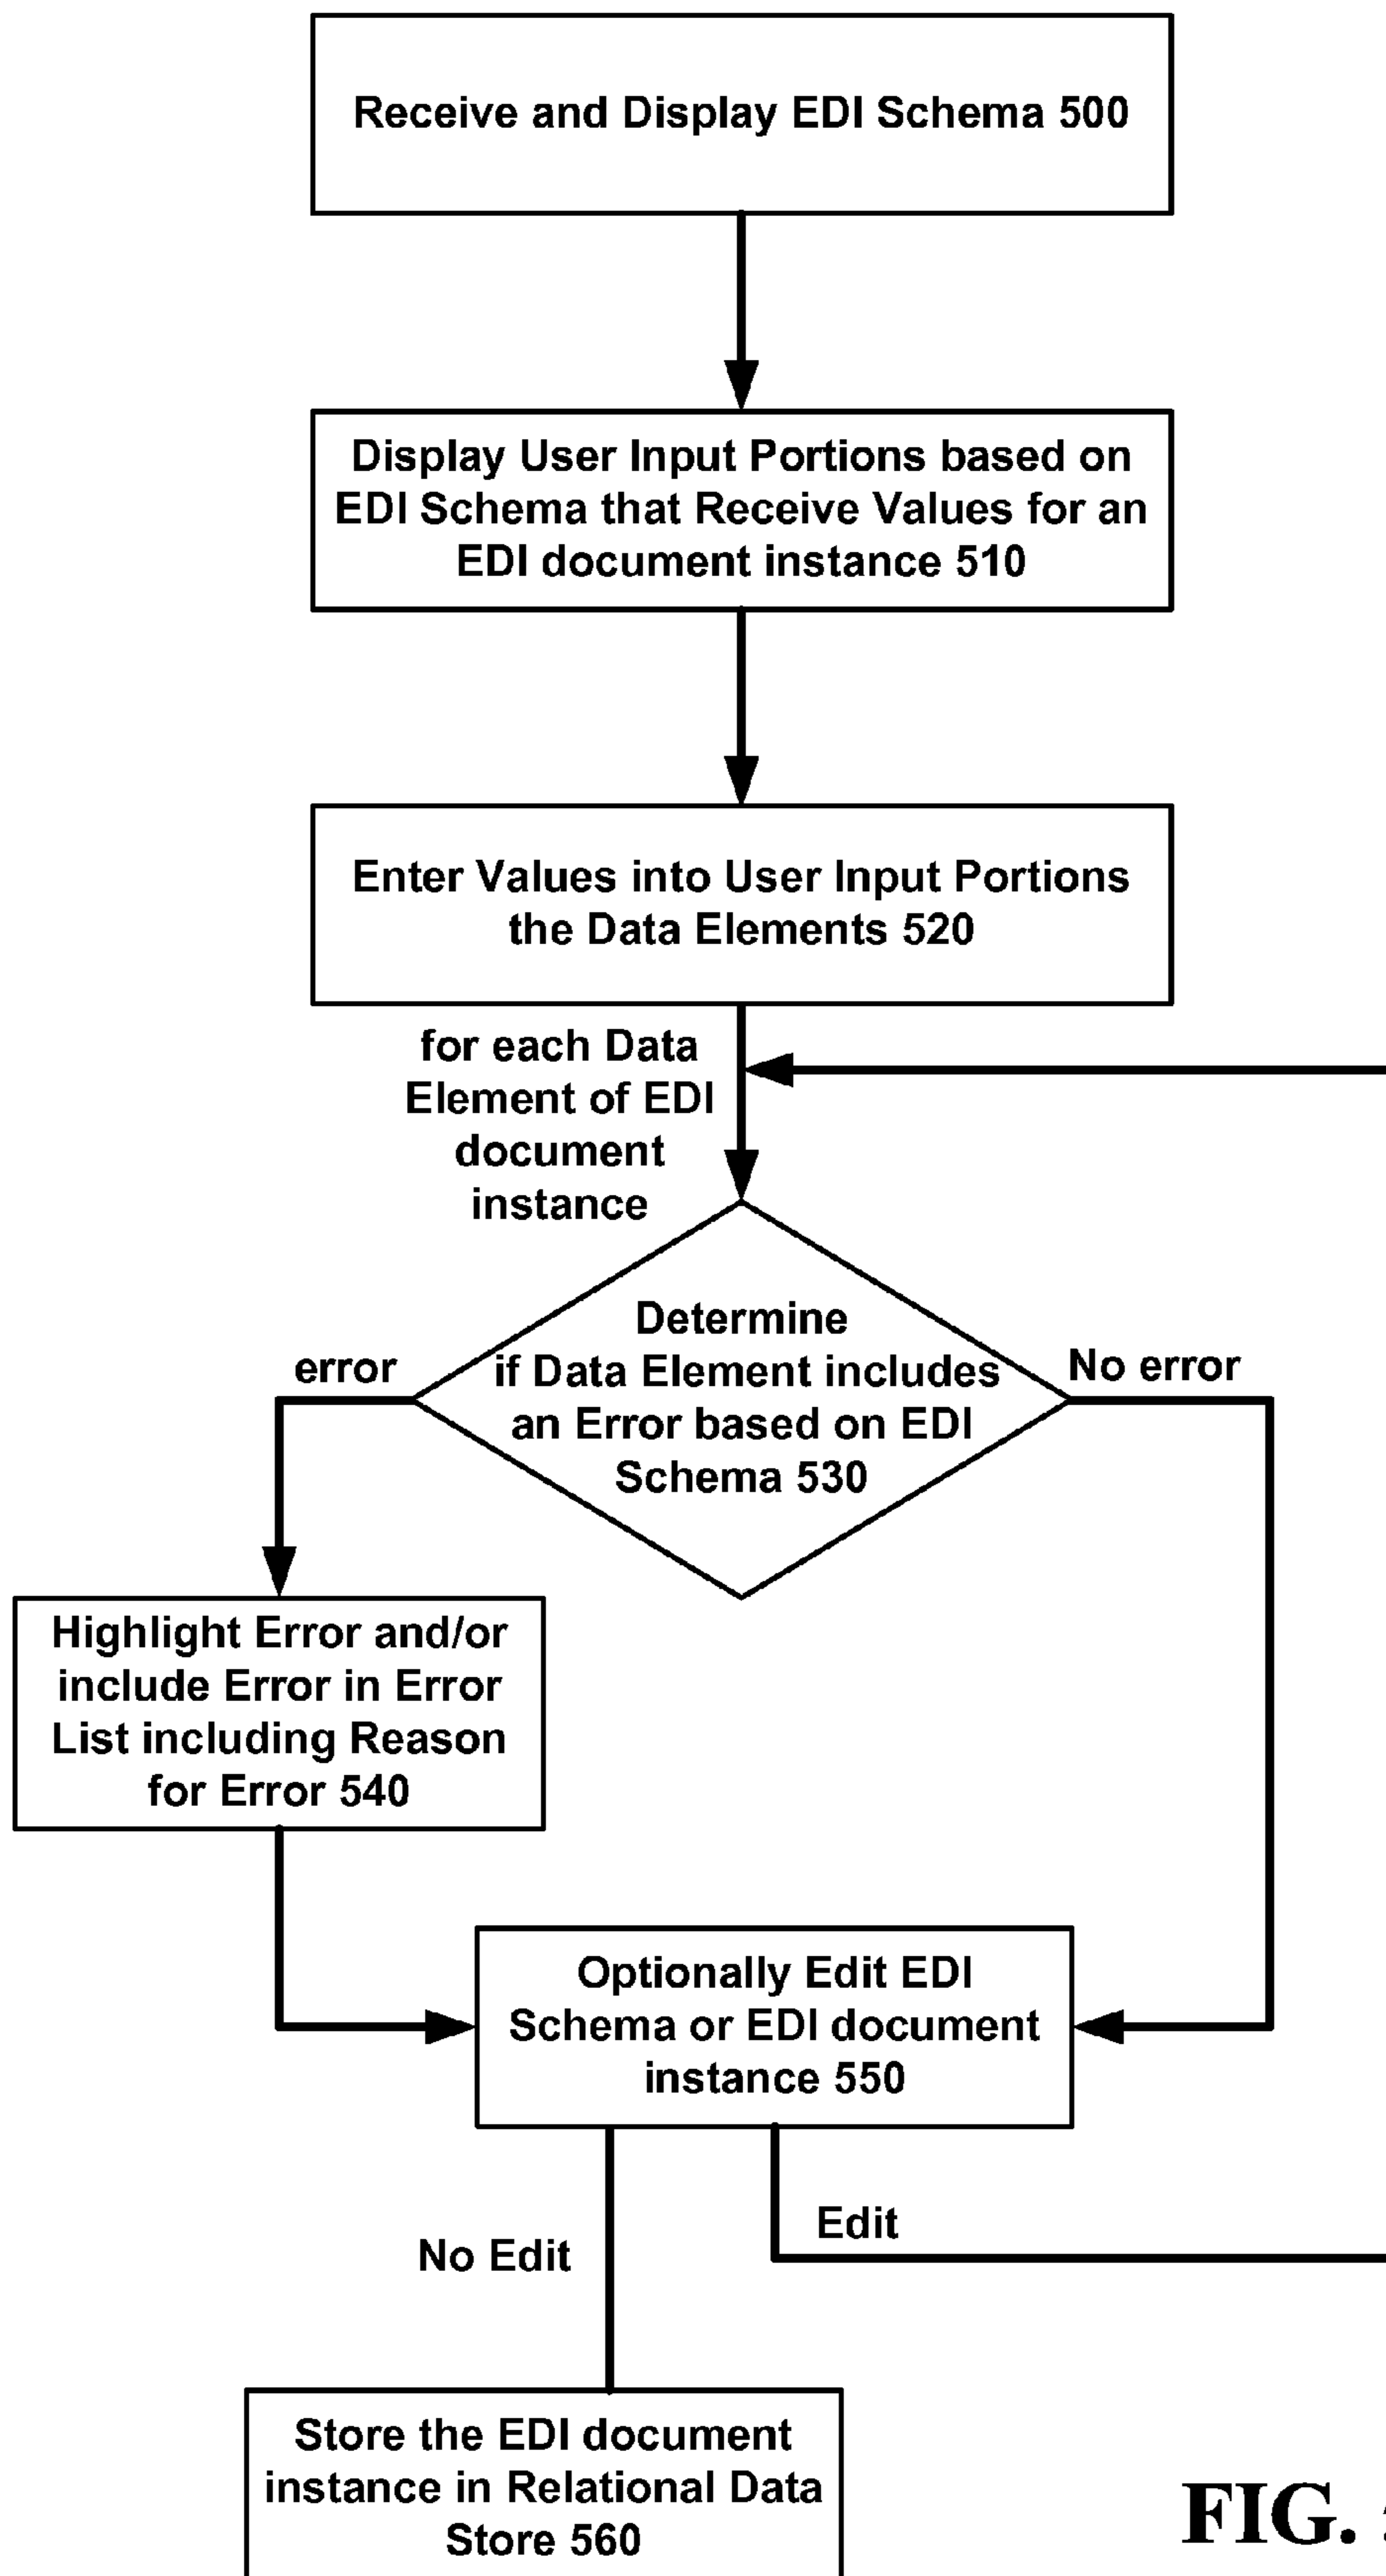 Receive and Display EDI Schema 500
Display User Input Portions based on
EDI Schema that Receive Values for an
EDI document instance 510
Enter Values into User Input Portions
the Data Elements 520
for each Data
Element of EDI
document
instance
Determine
if Data Element includes
an Error based on EDI
Schema 530
error
No error
Highlight Error and/or
include Error in Error
List including Reason
for Error 540
Optionally Edit EDI
Schema or EDI document
instance 550
No Edit
Edit
Store the EDI document
instance in Relational Data
Store 560
FIG.